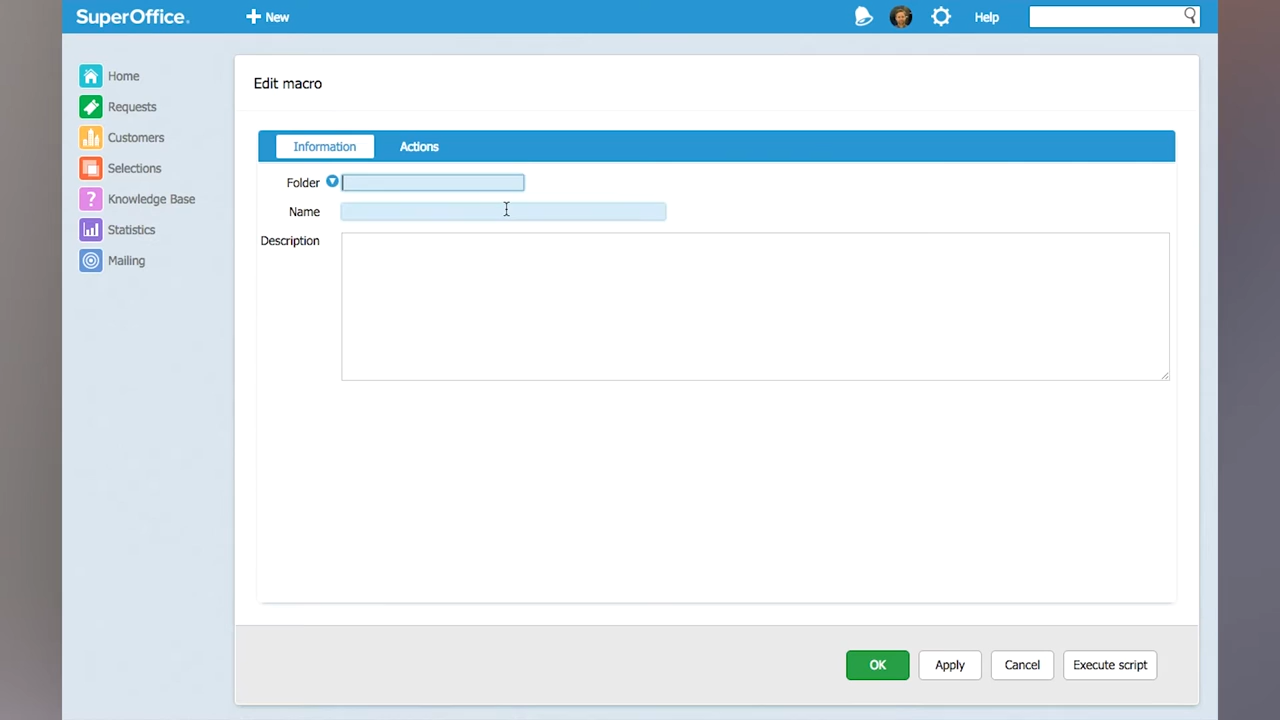 SuperOffice.
New
Help
Home
Requests
Customers
Selections
Knowledge Base
Statistics
Mailing
Edit macro
Information
Actions
Folder
Name
Description
OK
Apply
Cancel
Execute script